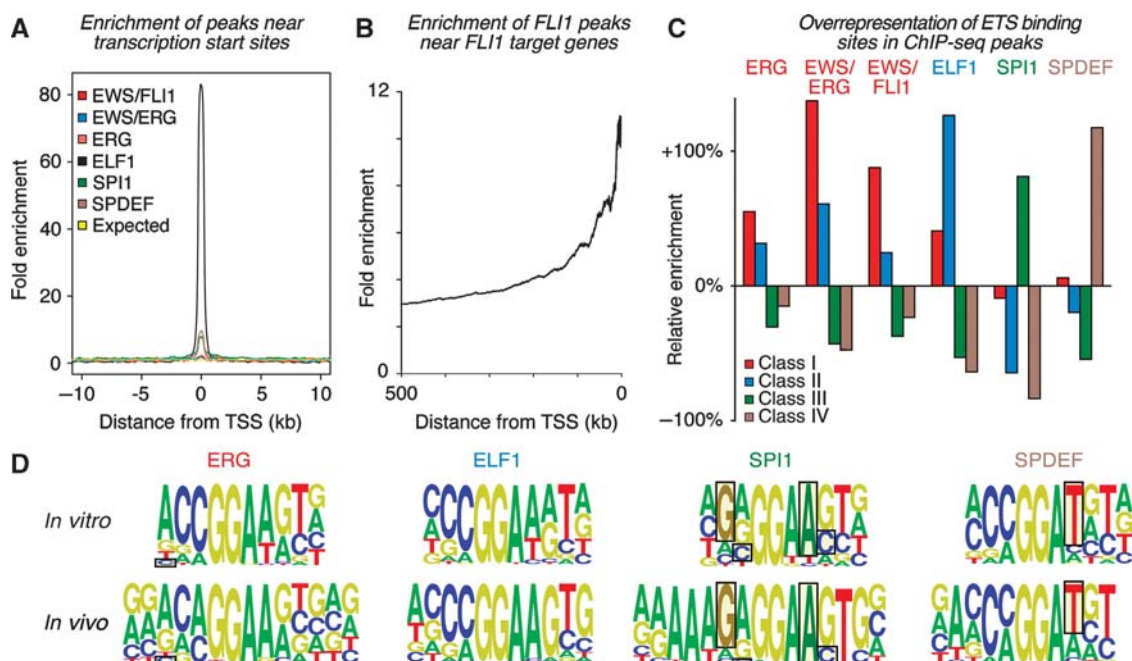 A
Enrichment of peaks near
transcription start sites
Fold enrichment
80
60
40
20
0
EWS/FLI1
EWS/ERG
ERG
ELF1
SPI1
SPDEF
Expected
−10
−5
0
5
10
Distance from TSS (kb)
B
Enrichment of FLI1 peaks
near FLI1 target genes
Fold enrichment
12
0
500
0
Distance from TSS (kb)
C
Overrepresentation of ETS binding
sites in ChIP-seq peaks
ERG
EWS/
ERG
EWS/
FLI1
ELF1
SPI1
SPDEF
Relative enrichment
+100%
0%
−100%
Class I
Class II
Class III
Class IV
D
ERG
ELF1
SPI1
SPDEF
In vitro
In vivo